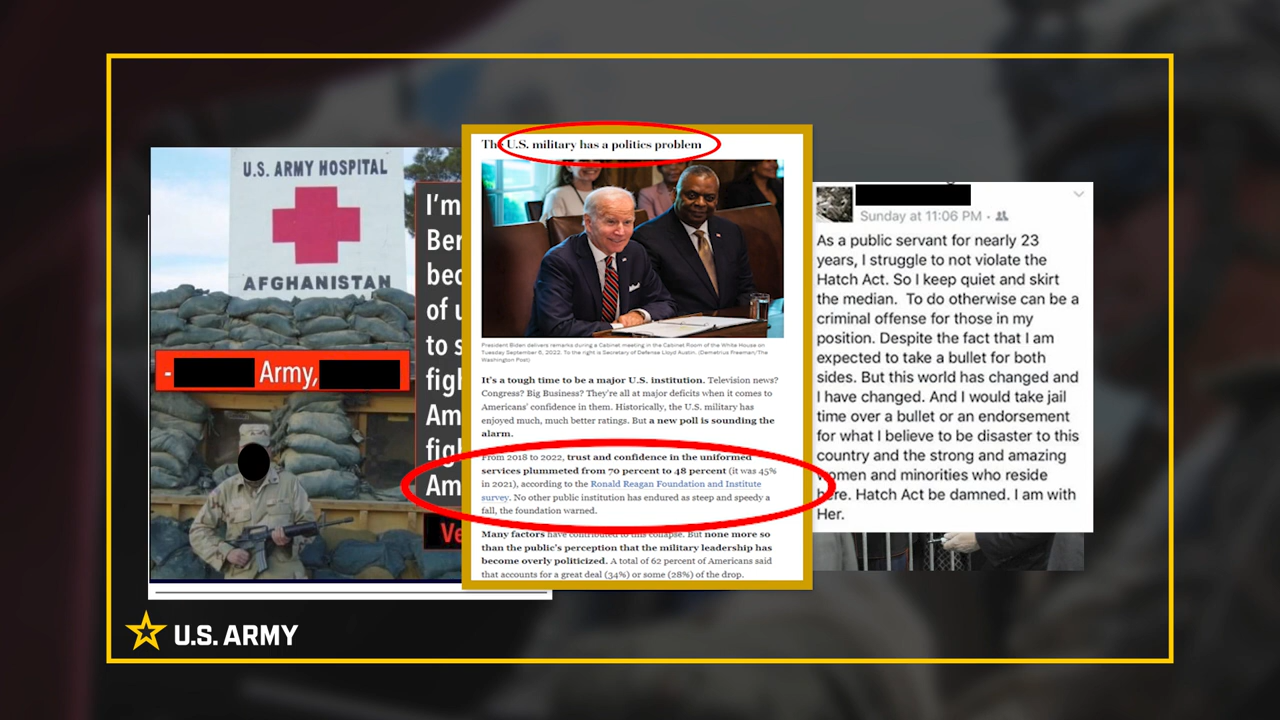 U.S. ARMY HOSPITAL
AFGHANISTAN
- Army,
I'm
Ber
bec
of u
to s
figh
Am
figh
Am
Ve
The U.S. military has a politics problem
President Biden delivers remarks during a Cabinet meeting in the Cabinet Room of the White House on
Tuesday September 6, 2022. To the right is Secretary of Defense Lloyd Austin. (Demetrius Freeman/The
Washington Post)
It's a tough time to be a major U.S. institution. Television news?
Congress? Big Business? They're all at major deficits when it comes to
Americans' confidence in them. Historically, the U.S. military has
enjoyed much, much better ratings. But a new poll is sounding the
alarm.
From 2018 to 2022, trust and confidence in the uniformed
services plummeted from 70 percent to 48 percent (it was 45%
in 2021), according to the Ronald Reagan Foundation and Institute
survey. No other public institution has endured as steep and speedy a
fall, the foundation warned.
Many factors have contributed to this collapse. But none more so
than the public's perception that the military leadership has
become overly politicized. A total of 62 percent of Americans said
that accounts for a great deal (34%) or some (28%) of the drop.
Sunday at 11:06 PM ·
As a public servant for nearly 23
years, I struggle to not violate the
Hatch Act. So I keep quiet and skirt
the median. To do otherwise can be a
criminal offense for those in my
position. Despite the fact that I am
expected to take a bullet for both
sides. But this world has changed and
I have changed. And I would take jail
time over a bullet or an endorsement
for what I believe to be disaster to this
country and the strong and amazing
women and minorities who reside
here. Hatch Act be damned. I am with
Her.
U.S. ARMY